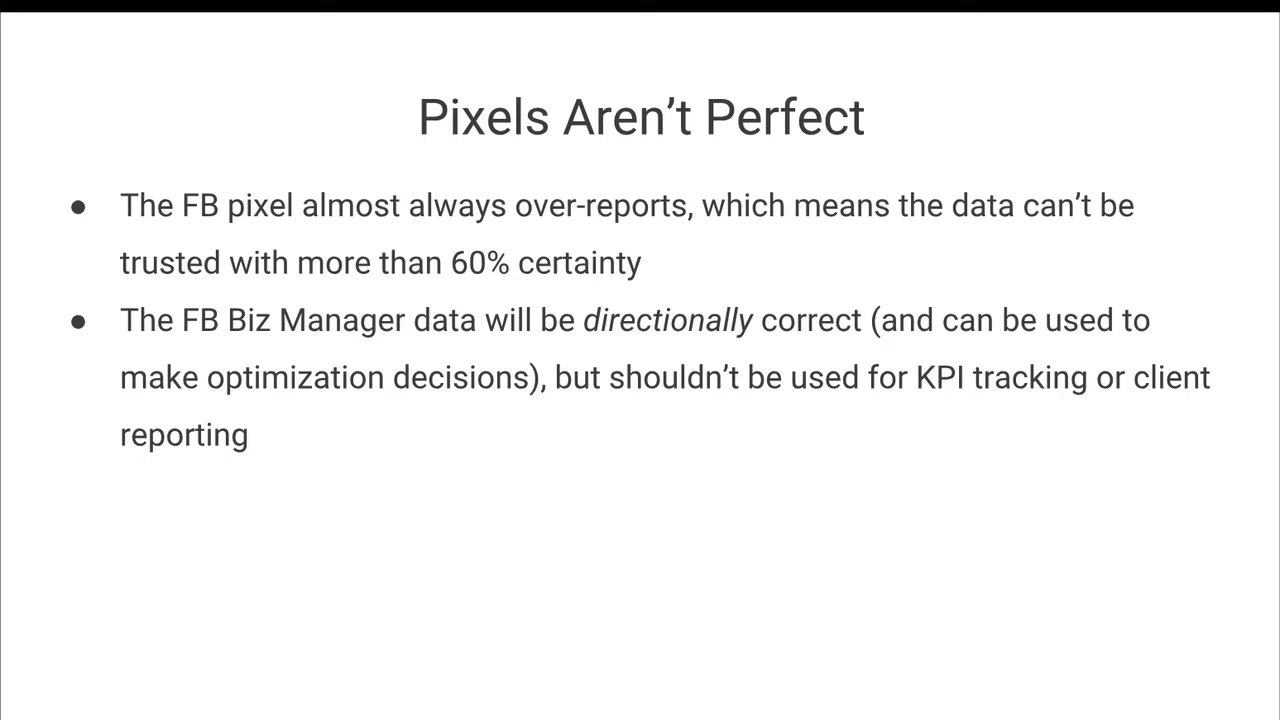 Pixels Aren’t Perfect
● The FB pixel almost always over-reports, which means the data can’t be
trusted with more than 60% certainty
● The FB Biz Manager data will be directionally correct (and can be used to
make optimization decisions), but shouldn’t be used for KPI tracking or client
reporting